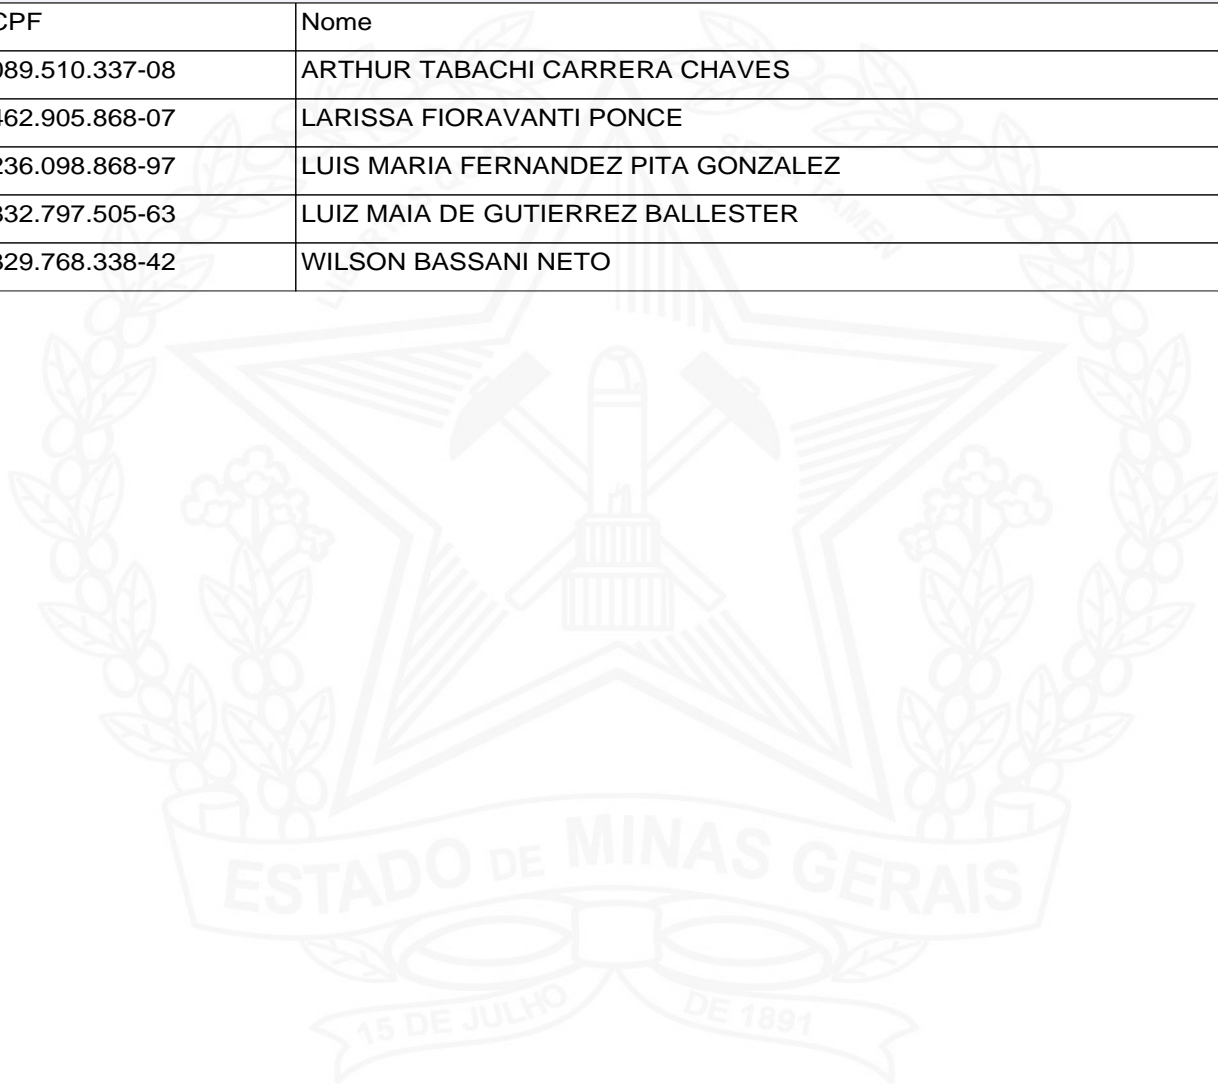 CPF Nome
089.510.337-08 ARTHUR TABACHI CARRERA CHAVES
462.905.868-07 LARISSA FIORAVANTI PONCE
236.098.868-97 LUIS MARIA FERNANDEZ PITA GONZALEZ
832.797.505-63 LUIZ MAIA DE GUTIERREZ BALLESTER
329.768.338-42 WILSON BASSANI NETO
ESTADO DE MINAS GERAIS
15 DE JULHO DE 1891